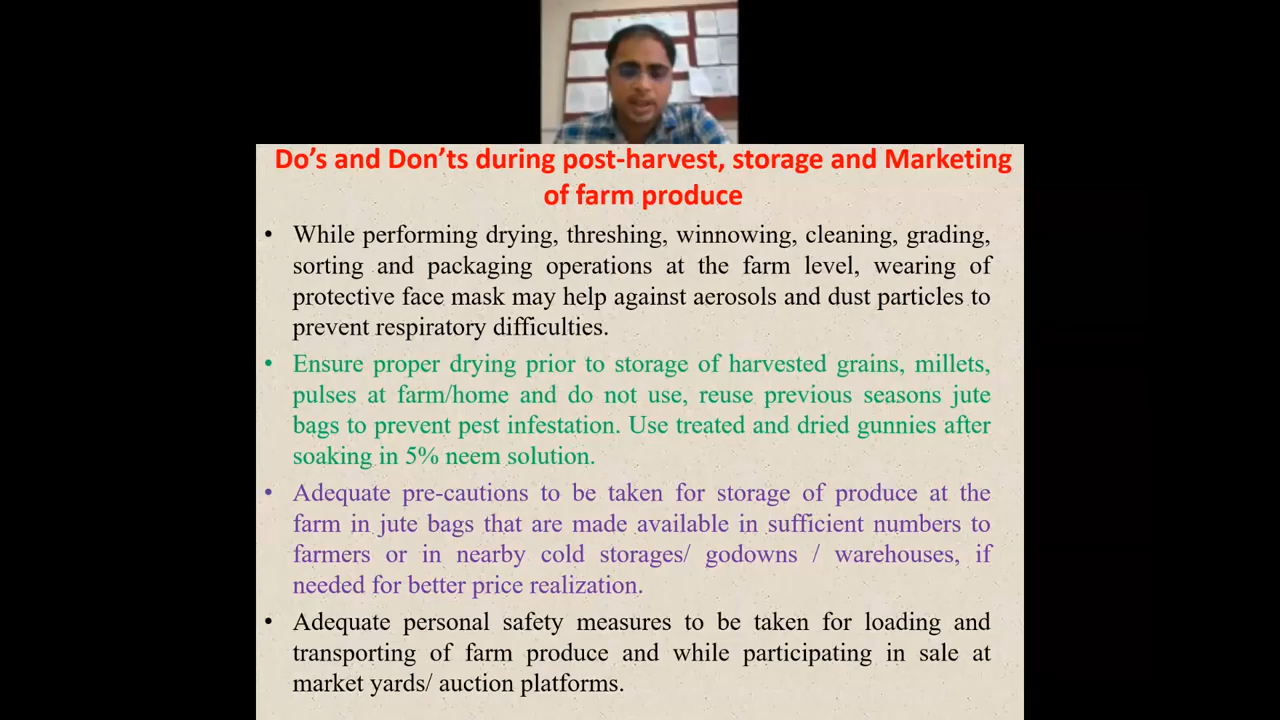 Do’s and Don’ts during post-harvest, storage and Marketing
of farm produce
• While performing drying, threshing, winnowing, cleaning, grading,
sorting and packaging operations at the farm level, wearing of
protective face mask may help against aerosols and dust particles to
prevent respiratory difficulties.
• Ensure proper drying prior to storage of harvested grains, millets,
pulses at farm/home and do not use, reuse previous seasons jute
bags to prevent pest infestation. Use treated and dried gunnies after
soaking in 5% neem solution.
• Adequate pre-cautions to be taken for storage of produce at the
farm in jute bags that are made available in sufficient numbers to
farmers or in nearby cold storages/ godowns / warehouses, if
needed for better price realization.
• Adequate personal safety measures to be taken for loading and
transporting of farm produce and while participating in sale at
market yards/ auction platforms.